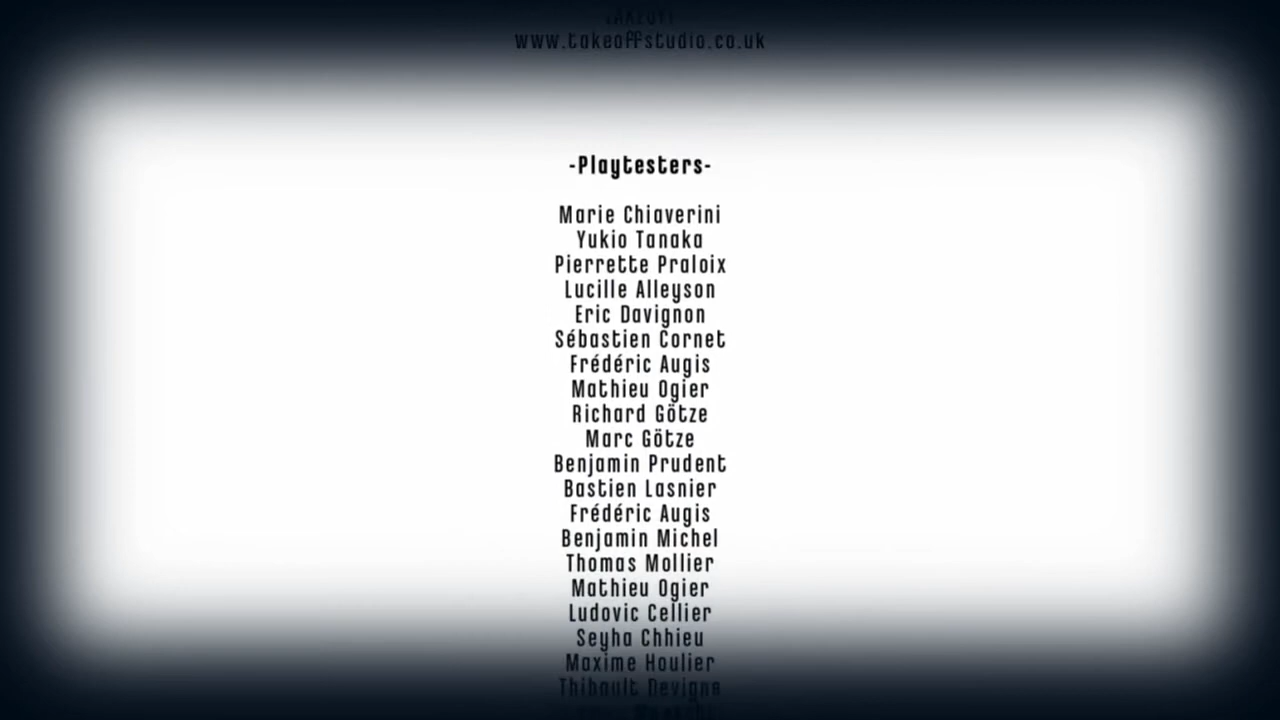 TAKEOFF
www.takeoffstudio.co.uk
-Playtesters-
Marie Chiaverini
Yukio Tanaka
Pierrette Praloix
Lucille Alleyson
Eric Davignon
Sébastien Cornet
Frédéric Augis
Mathieu Ogier
Richard Götze
Marc Götze
Benjamin Prudent
Bastien Lasnier
Frédéric Augis
Benjamin Michel
Thomas Mollier
Mathieu Ogier
Ludovic Cellier
Seyha Chhieu
Maxime Houlier
Thibault Devigne